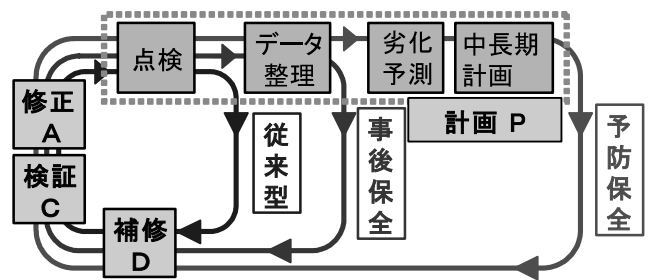 点検
データ
整理
劣化
予測
中長期
計画
計画 P
修正
A
検証
C
補修
D
従来型
事後保全
予防保全